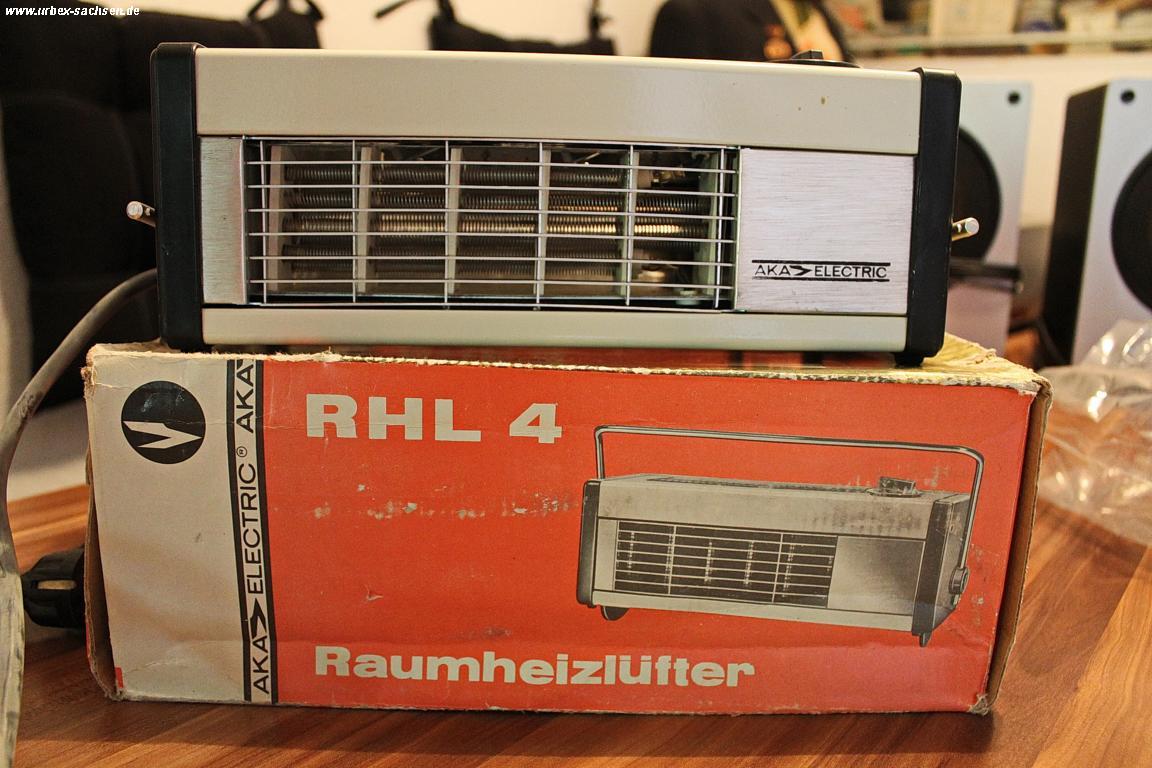 www.urbex-sachsen.de
AKA ELECTRIC
RHL 4
AKA ELECTRIC® AKA
Raumheizlüfter